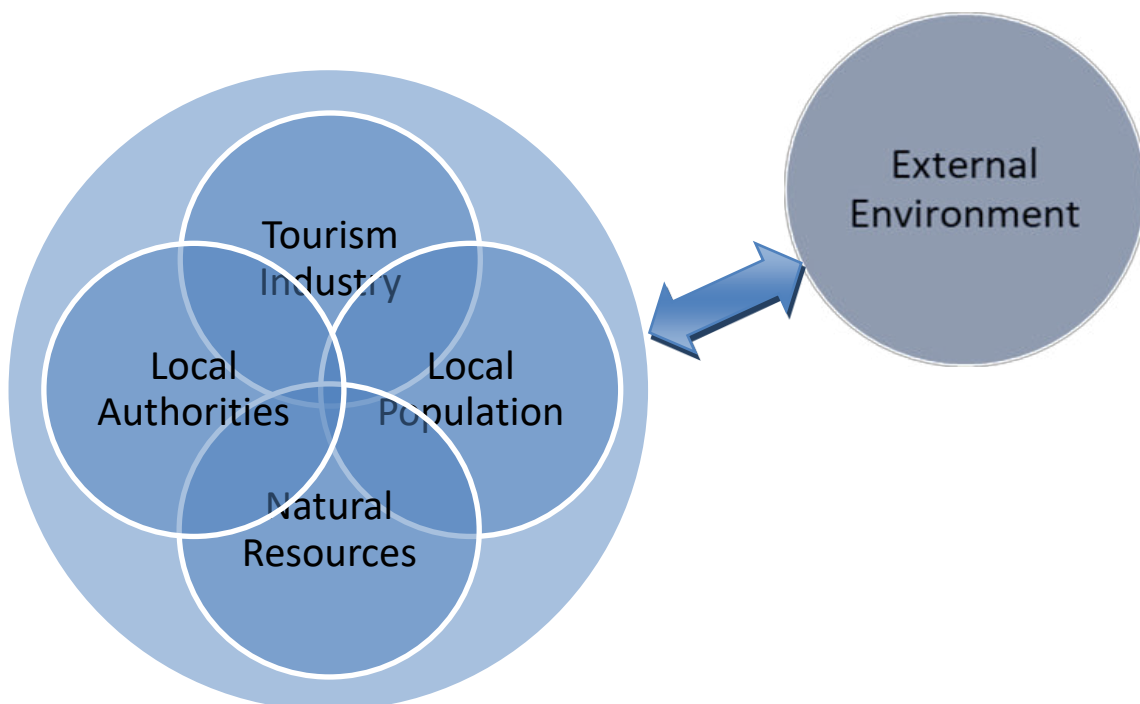 External
Environment
Tourism
Industry
Local
Authorities
Local
Population
Natural
Resources